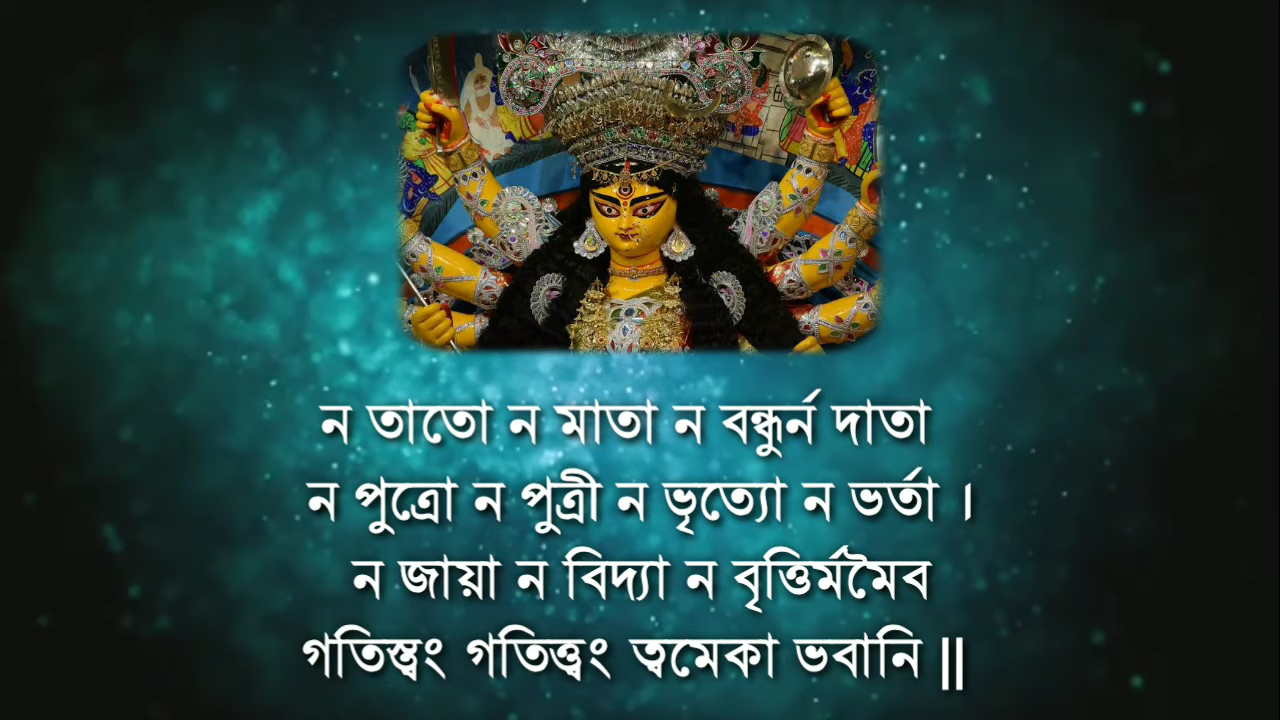 ন তাতো ন মাতা ন বন্ধুর্ন দাতা
ন পুত্রো ন পুত্রী ন ভৃত্যো ন ভর্তা ।
ন জায়া ন বিদ্যা ন বৃত্তির্মমৈব
গতিস্ত্বং গতিত্ত্বং ত্বমেকা ভবানি ||